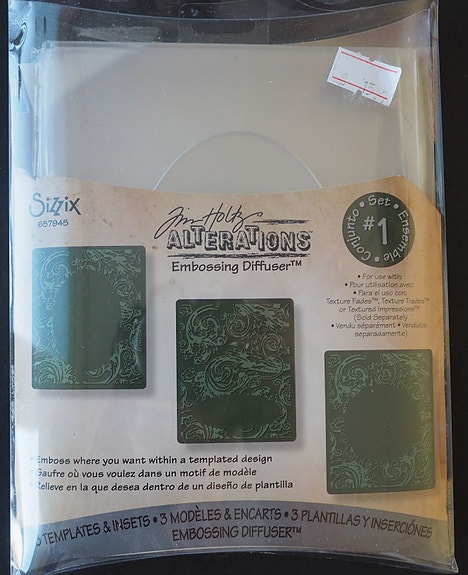 Sizzix
657945
Tim Holtz
ALTERATIONS™
Embossing Diffuser™
Set • Ensemble • Conjunto •
#1
• For use with:
• Pour utilisation avec:
• Para el uso con:
Texture Fades™, Texture Trades™
or Textured Impressions™
(Sold Separately
• Vendu séparément • Vendidos
separadamente)
• Emboss where you want within a templated design
• Gaufre où vous voulez dans un motif de modèle
• Relieve en la que desea dentro de un diseño de plantilla
3 TEMPLATES & INSETS • 3 MODÈLES & ENCARTS • 3 PLANTILLAS Y INSERCIÓNES
EMBOSSING DIFFUSER™